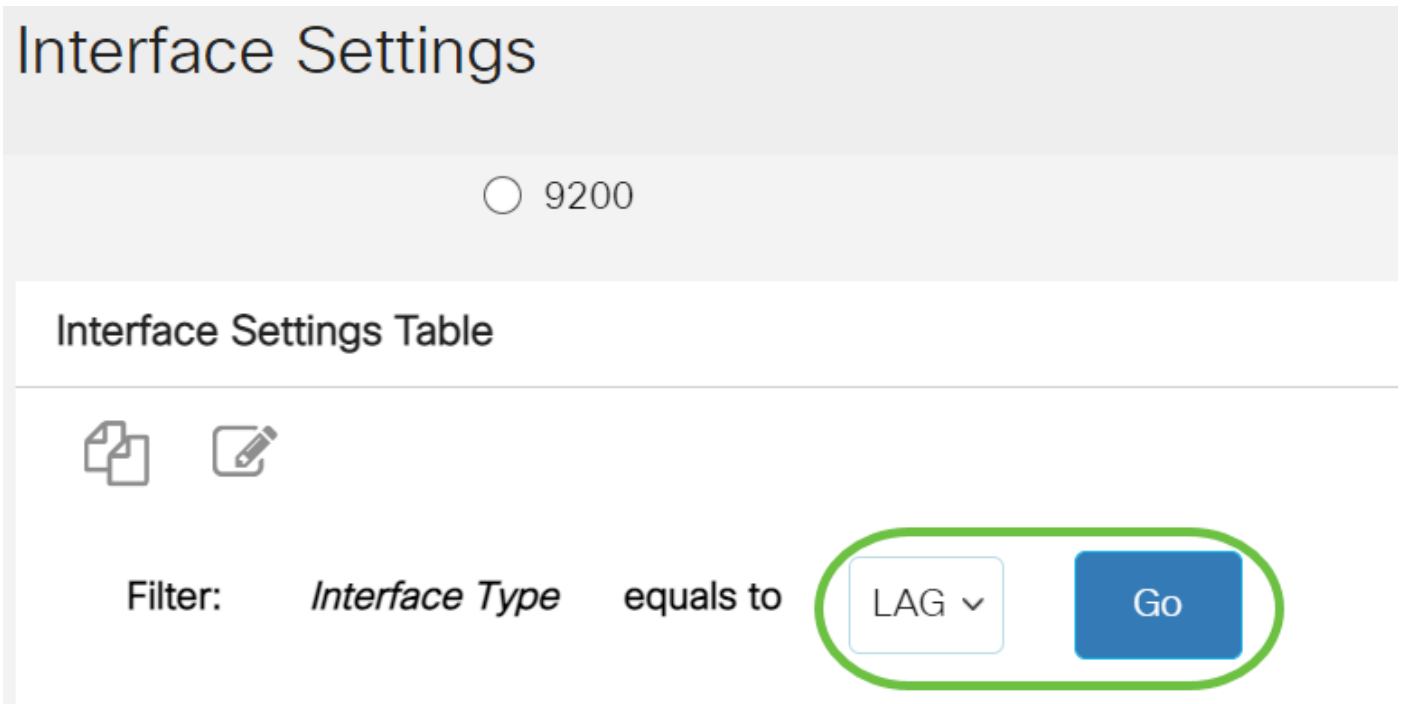 Interface Settings
9200
Interface Settings Table
Filter: Interface Type equals to LAG Go